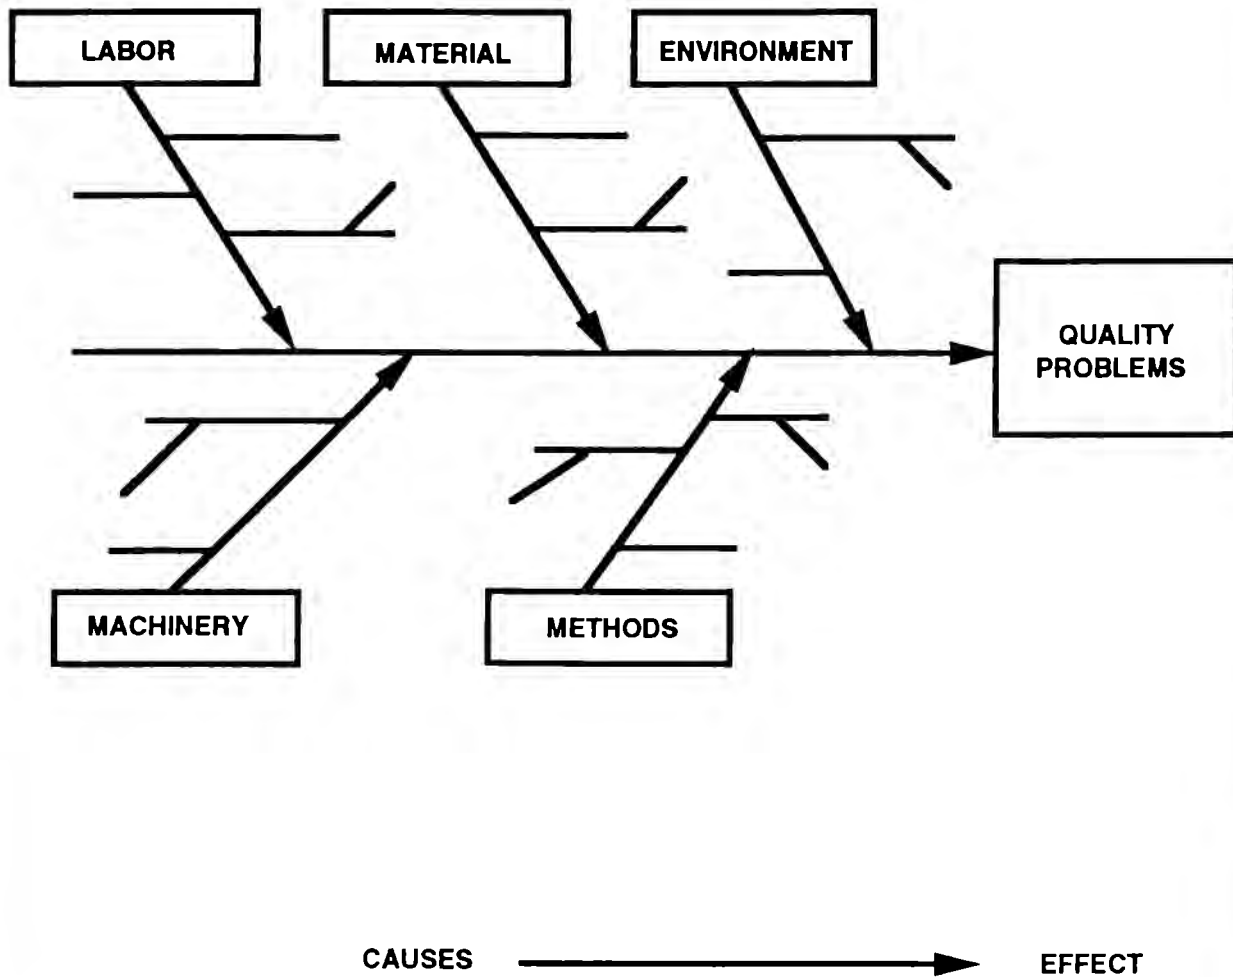 LABOR
MATERIAL
ENVIRONMENT
QUALITY
PROBLEMS
MACHINERY
METHODS
CAUSES
EFFECT